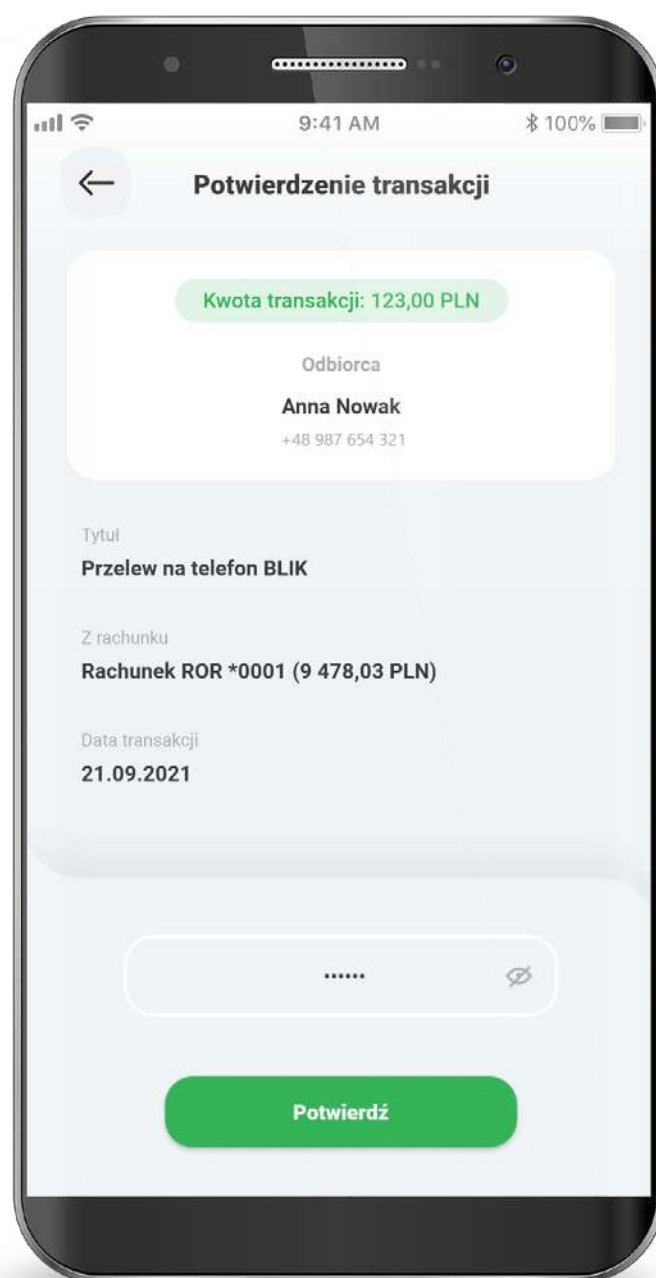 9:41 AM
100%
Potwierdzenie transakcji
Kwota transakcji: 123,00 PLN
Odbiorca
Anna Nowak
+48 987 654 321
Tytuł
Przelew na telefon BLIK
Z rachunku
Rachunek ROR *0001 (9 478,03 PLN)
Data transakcji
21.09.2021
••••••
Potwierdź